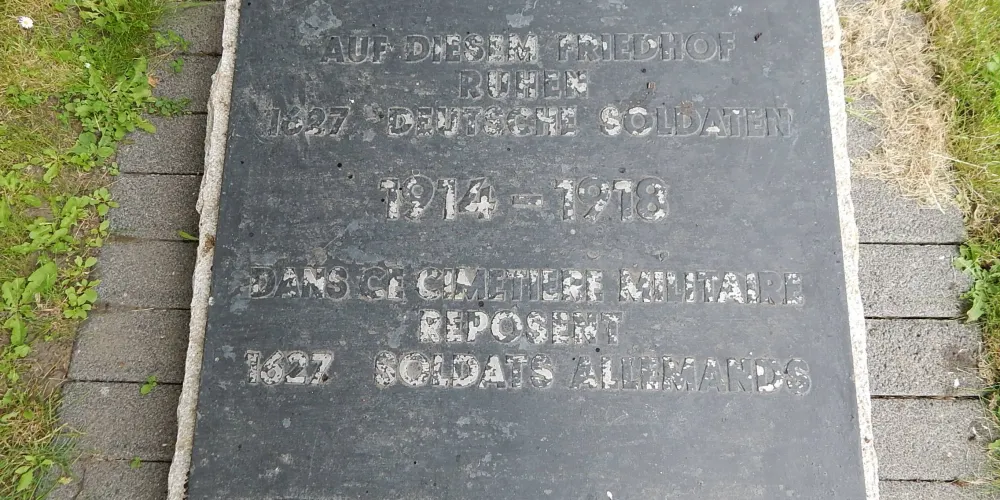 AUF DIESEM FRIEDHOF
RUHEN
1627 DEUTSCHE SOLDATEN
1914 - 1918
DANS CE CIMETIERE MILITAIRE
REPOSENT
1627 SOLDATS ALLEMANDS